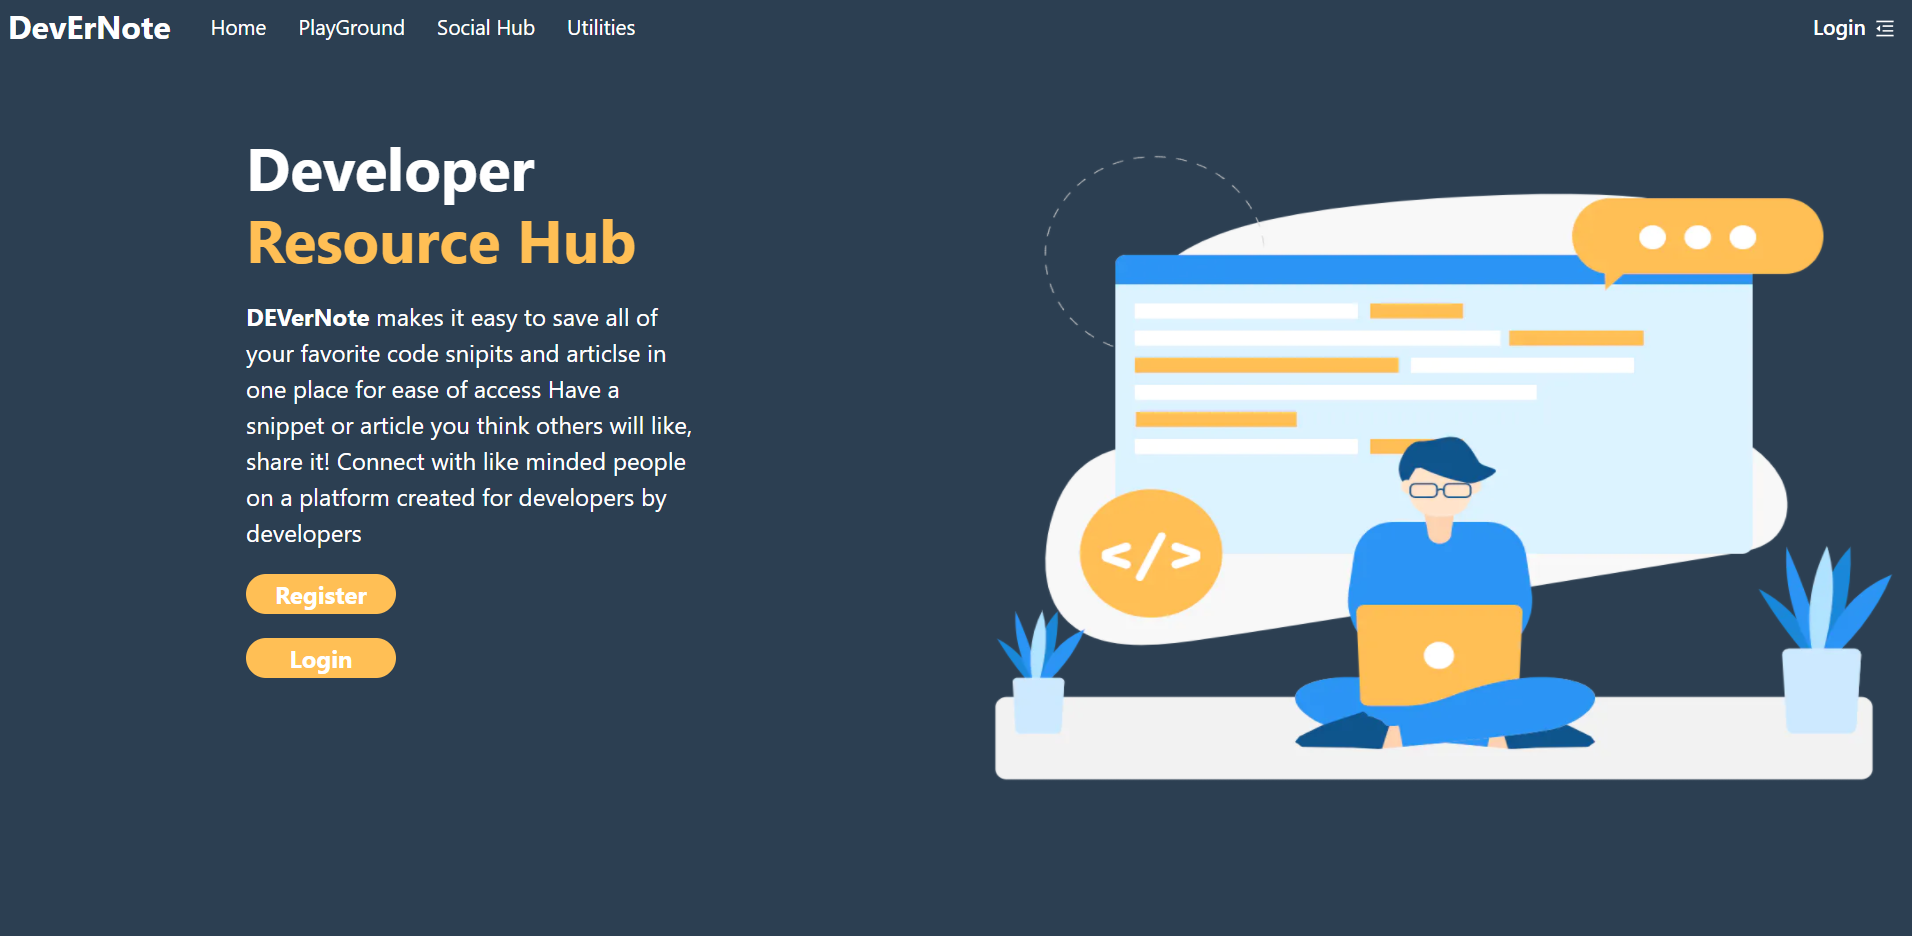 DevErNote
Home PlayGround Social Hub Utilities
Login
Developer
Resource Hub
DEVerNote makes it easy to save all of
your favorite code snipits and articlse in
one place for ease of access Have a
snippet or article you think others will like,
share it! Connect with like minded people
on a platform created for developers by
developers
Register
Login
</>